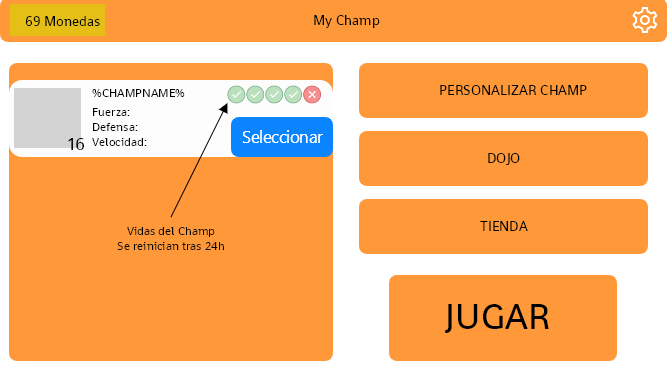 69 Monedas
My Champ
%CHAMPNAME%
Fuerza:
Defensa:
Velocidad:
16
Seleccionar
Vidas del Champ
Se reinician tras 24h
PERSONALIZAR CHAMP
DOJO
TIENDA
JUGAR